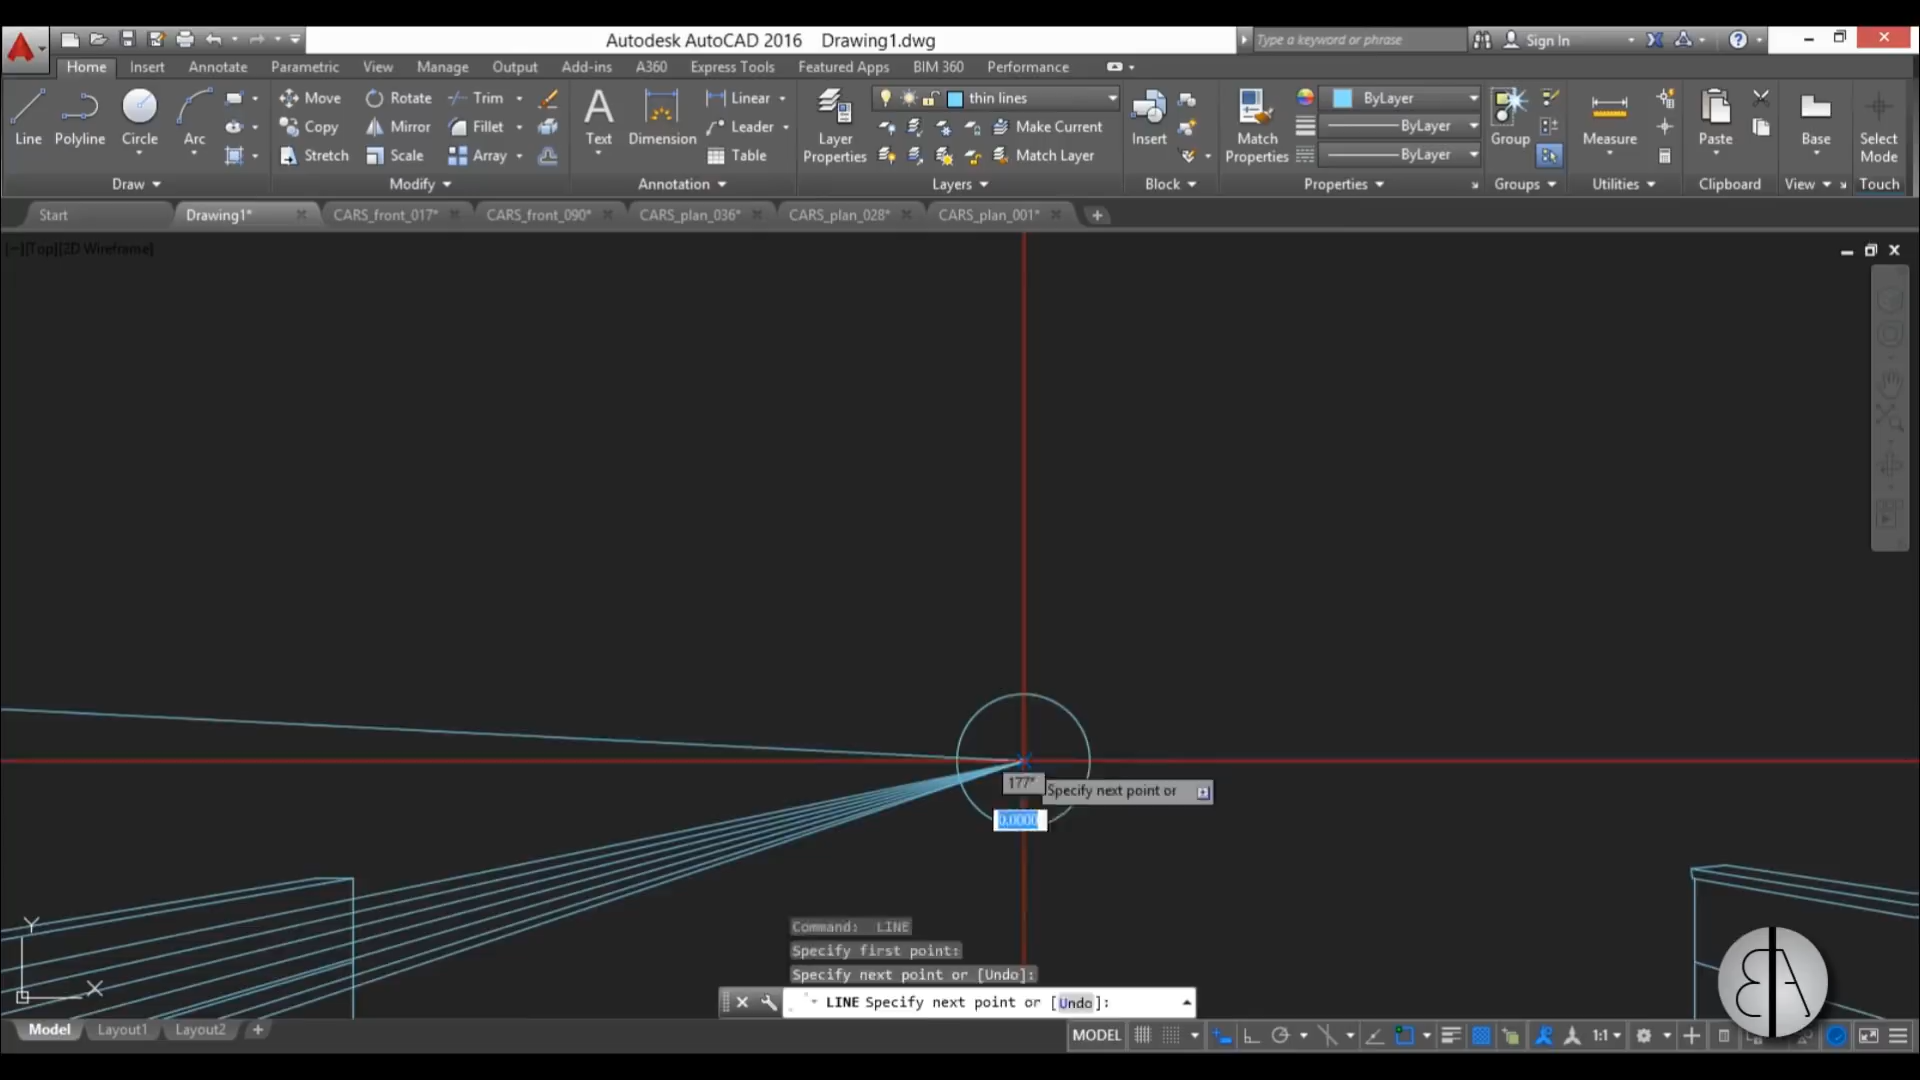 Autodesk AutoCAD 2016 Drawing1.dwg
Type a keyword or phrase
Sign In
Home Insert Annotate Parametric View Manage Output Add-ins A360 Express Tools Featured Apps BIM 360 Performance
Line Polyline Circle Arc
Move Rotate Trim
Copy Mirror Fillet
Stretch Scale Array
Text Dimension
Linear
Leader
Table
Layer Properties
thin lines
Make Current
Match Layer
Insert
Match Properties
ByLayer
ByLayer
ByLayer
Group
Measure
Paste
Base
Select Mode
Draw Modify Annotation Layers Block Properties Groups Utilities Clipboard View Touch
Start Drawing1* CARS_front_017* CARS_front_090* CARS_plan_036* CARS_plan_028* CARS_plan_001*
[−][Top][2D Wireframe]
177°
Specify next point or
0.0000
Y
X
Command: LINE
Specify first point:
Specify next point or [Undo]:
LINE Specify next point or [Undo]:
Model Layout1 Layout2
MODEL
1:1